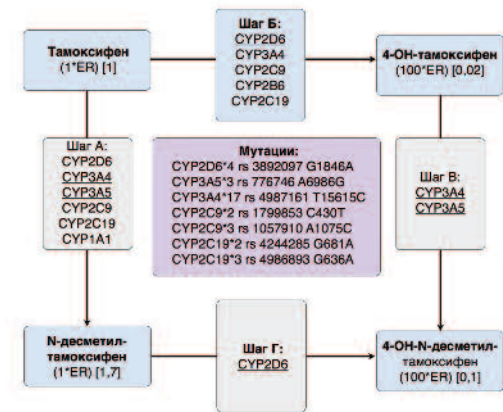 Тамоксифен
(1*ER) [1]
Шаг Б:
CYP2D6
CYP3A4
CYP2C9
CYP2B6
CYP2C19
4-ОН-тамоксифен
(100*ER) [0,02)
Шаг А:
CYP2D6
CYP3A4
CYP3A5
CYP2C9
CYP2C19
CYP1A1
Мутации:
CYP2D6*4 rs 3892097 G1846A
CYP3A5*3 rs 776746 A6986G
CYP3A4*17 rs 4987161 T15615C
CYP2C9*2 rs 1799853 C430T
CYP2C9*3 rs 1057910 A1075C
CYP2C19*2 rs 4244285 G681A
CYP2C19*3 rs 4986893 G636A
Шаг В:
CYP3A4
CYP3A5
N-десметил-
тамоксифен
(1*ER) [1,7]
Шаг Г:
CYP2D6
4-ОН-N-десметил-
тамоксифен
(100*ER) [0,1)